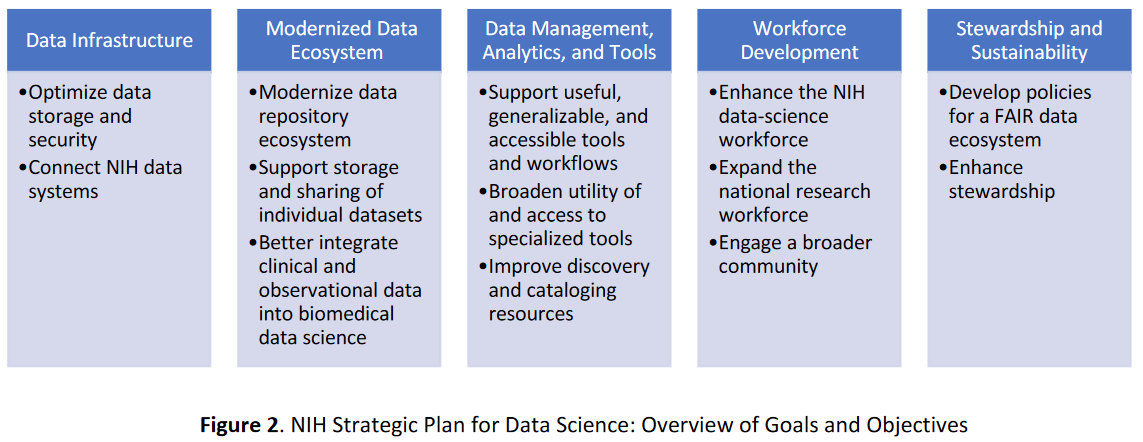 Data Infrastructure
•Optimize data
storage and
security
•Connect NIH data
systems
Modernized Data
Ecosystem
•Modernize data
repository
ecosystem
•Support storage
and sharing of
individual datasets
•Better integrate
clinical and
observational data
into biomedical
data science
Data Management,
Analytics, and Tools
•Support useful,
generalizable, and
accessible tools
and workflows
•Broaden utility of
and access to
specialized tools
•Improve discovery
and cataloging
resources
Workforce
Development
•Enhance the NIH
data-science
workforce
•Expand the
national research
workforce
•Engage a broader
community
Stewardship and
Sustainability
•Develop policies
for a FAIR data
ecosystem
•Enhance
stewardship
Figure 2. NIH Strategic Plan for Data Science: Overview of Goals and Objectives